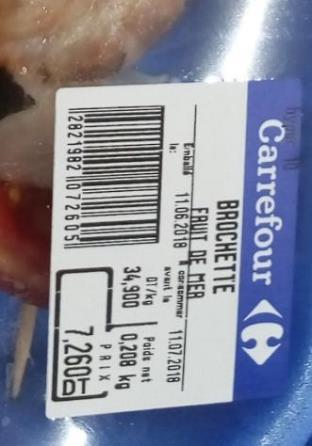 Carrefour
BROCHETTE
FRUIT DE MER
Emballé le: 11.06.2018 à consommer avant le 11.07.2018
DT/kg Poids net
34,900 0,208 kg
PRIX
7,260DT
2821982107260 5